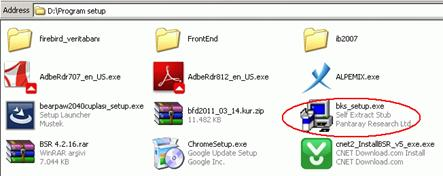 Address D:\Program setup
firebird_veritabanı
FrontEnd
ib2007
AdbeRdr707_en_US.exe
AdbeRdr812_en_US.exe
ALPEMIX.exe
bearpaw2040cuplasi_setup.exe
Setup Launcher
Mustek
bfd2011_03_14.kur.zip
11.482 KB
bks_setup.exe
Self Extract Stub
Pantaray Research Ltd.
BSR 4.2.16.rar
WinRAR arşivi
7.044 KB
ChromeSetup.exe
Google Update Setup
Google Inc.
cnet2_InstallBSR_v5_exe.exe
CNET Download.com Install
CNET Download.com